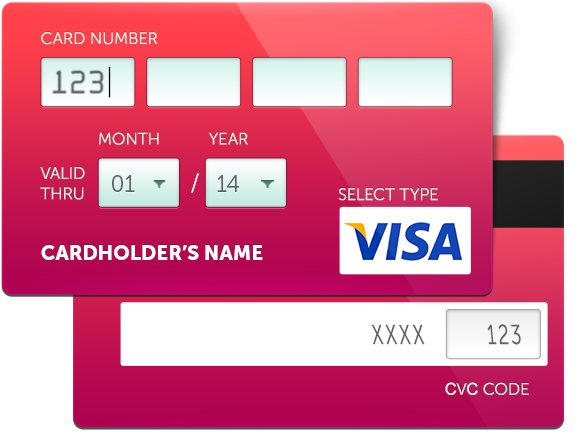 CARD NUMBER
123
MONTH YEAR
VALID THRU 01 / 14
SELECT TYPE
VISA
CARDHOLDER'S NAME
XXXX 123
CVC CODE